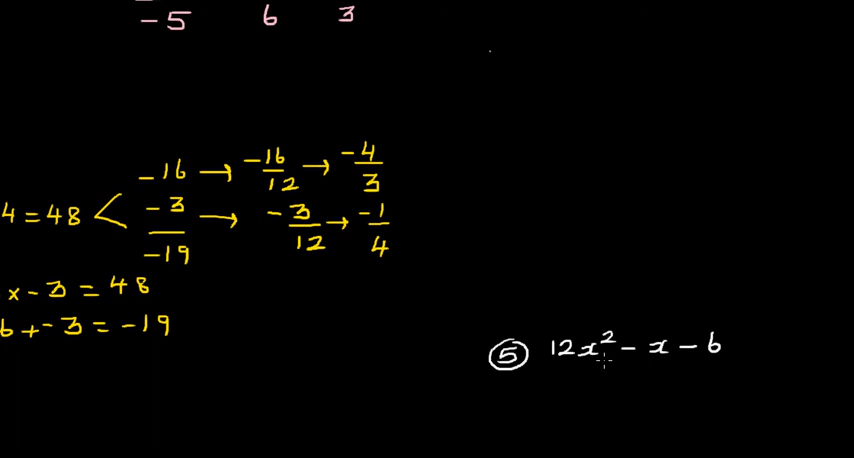 -5 6 3
-16 → -16/12 → -4/3
4 = 48 < -3 → -3/12 → -1/4
-19
x - 3 = 48
6 + - 3 = -19
⑤ 12x² - x - 6